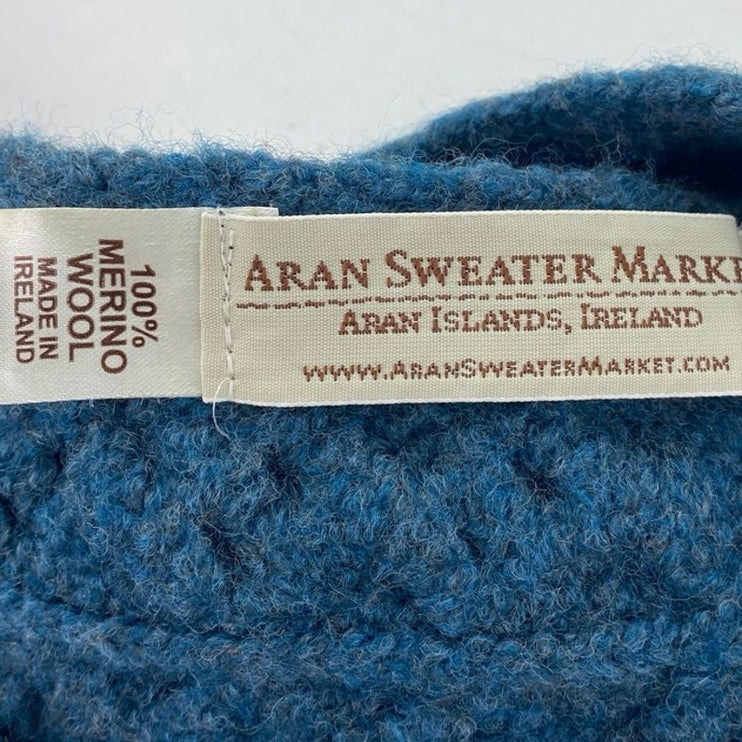 100%
MERINO
WOOL
MADE IN
IRELAND
ARAN SWEATER MARKE
ARAN ISLANDS, IRELAND
WWW.ARANSWEATERMARKET.COM